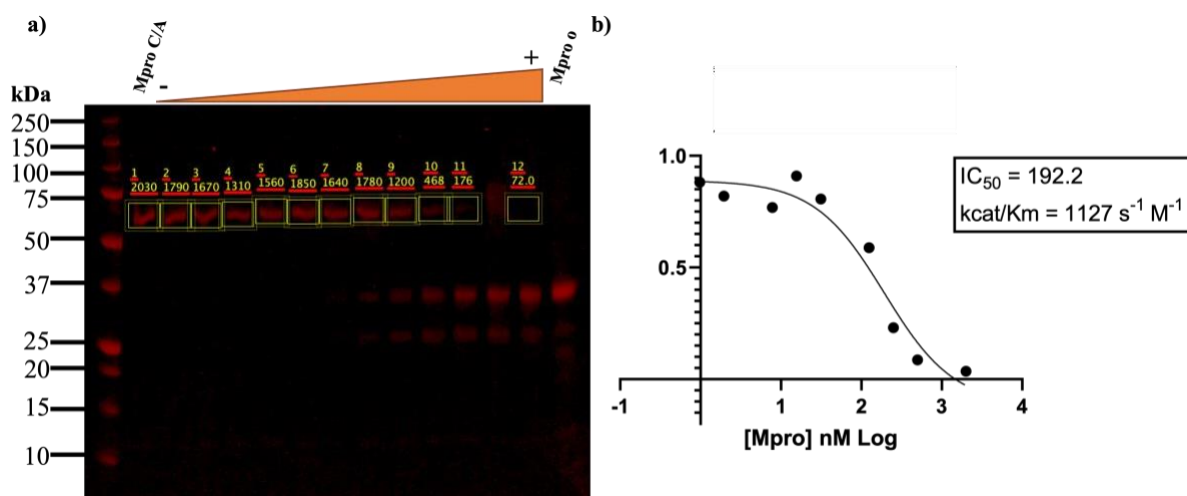 a)
b)
Mpro C/A
-
+
Mpro o
kDa
250
150
100
75
50
37
25
20
15
10
1 2 3 4 5 6 7 8 9 10 11 12
2030 1790 1670 1310 1560 1850 1640 1780 1200 468 176 72.0
1.0
0.5
-1 1 2 3 4
[Mpro] nM Log
IC50 = 192.2
kcat/Km = 1127 s⁻¹ M⁻¹